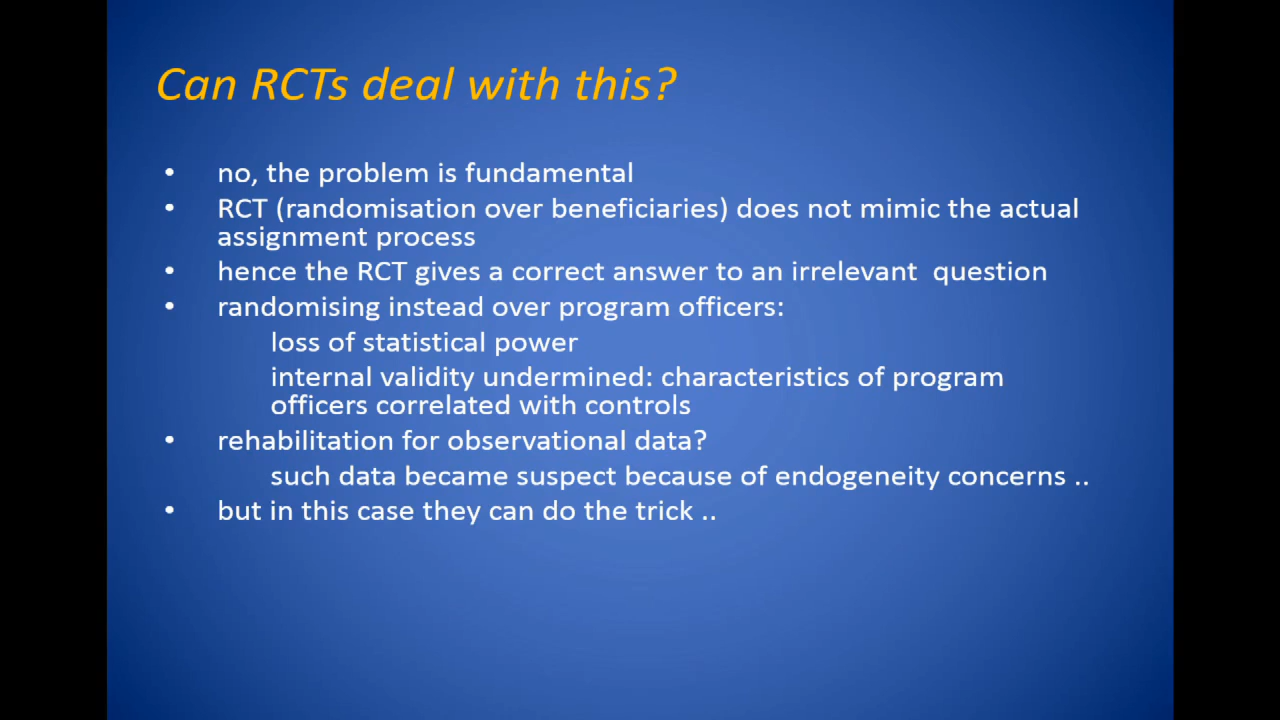 Can RCTs deal with this?
• no, the problem is fundamental
• RCT (randomisation over beneficiaries) does not mimic the actual
assignment process
• hence the RCT gives a correct answer to an irrelevant  question
• randomising instead over program officers:
loss of statistical power
internal validity undermined: characteristics of program
officers correlated with controls
• rehabilitation for observational data?
such data became suspect because of endogeneity concerns ..
• but in this case they can do the trick ..